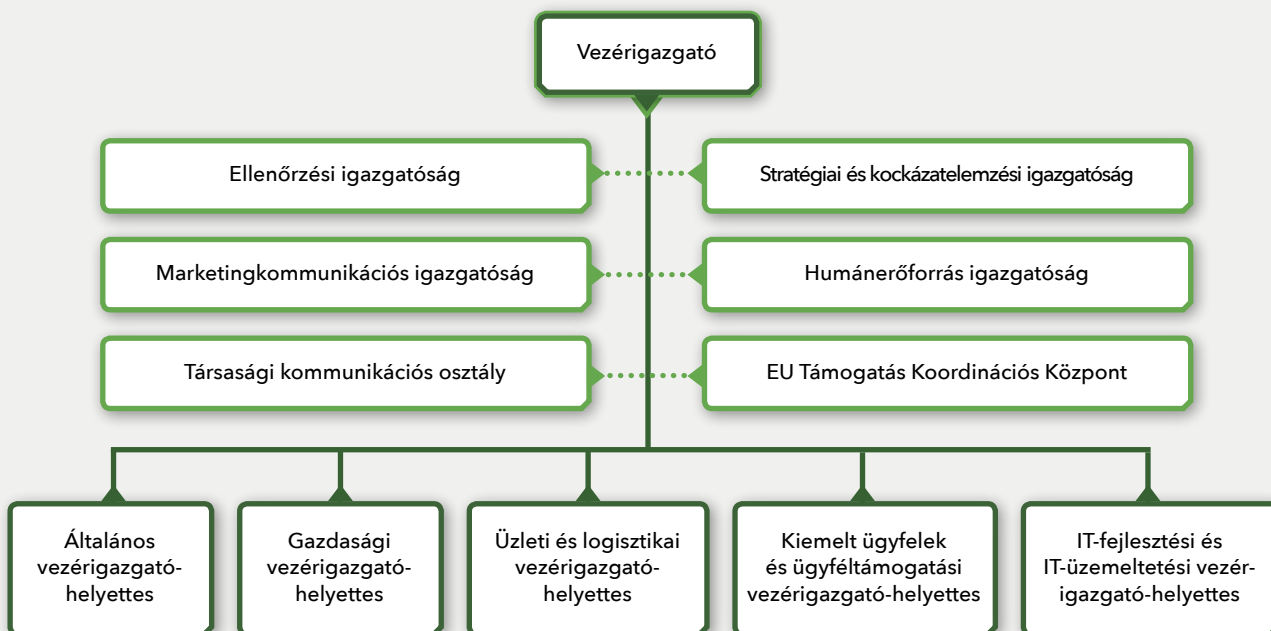 Vezérigazgató
Ellenőrzési igazgatóság
Stratégiai és kockázatelemzési igazgatóság
Marketingkommunikációs igazgatóság
Humánerőforrás igazgatóság
Társasági kommunikációs osztály
EU Támogatás Koordinációs Központ
Általános
vezérigazgató-
helyettes
Gazdasági
vezérigazgató-
helyettes
Üzleti és logisztikai
vezérigazgató-
helyettes
Kiemelt ügyfelek
és ügyféltámogatási
vezérigazgató-helyettes
IT-fejlesztési és
IT-üzemeltetési vezér-
igazgató-helyettes